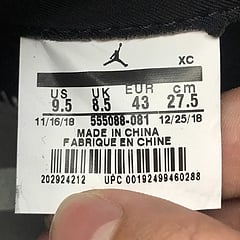 XC
US UK EUR cm
9.5 8.5 43 27.5
11/16/18 555088-081 12/25/18
MADE IN CHINA
FABRIQUE EN CHINE
202924212 UPC 00192499460288